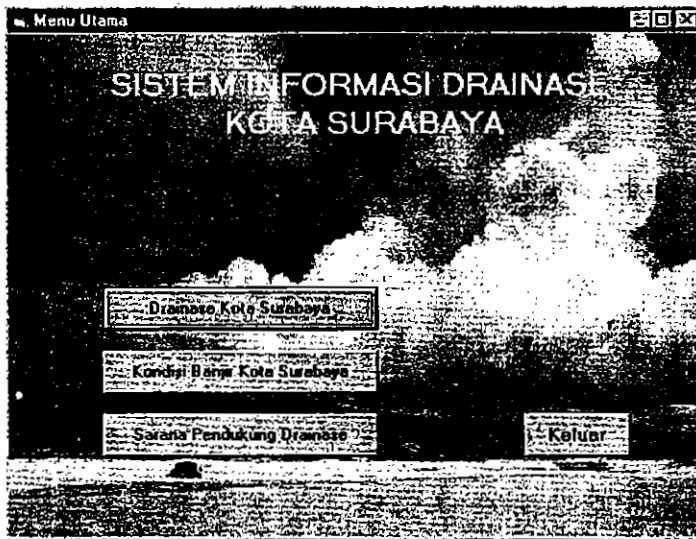 Menu Utama
SISTEM INFORMASI DRAINASE
KOTA SURABAYA
Drainase Kota Surabaya
Kondisi Banjir Kota Surabaya
Sarana Pendukung Drainase
Keluar